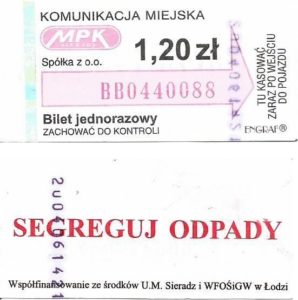 KOMUNIKACJA MIEJSKA
MPK
1,20 zł
Spółka z o.o.
BB0440088
Bilet jednorazowy
ZACHOWAĆ DO KONTROLI
ENGRAF®
TU KASOWAĆ
ZARAZ PO WEJŚCIU
DO POJAZDU
SEGREGUJ ODPADY
Współfinansowanie ze środków U.M. Sieradz i WFOŚiGW w Łodzi